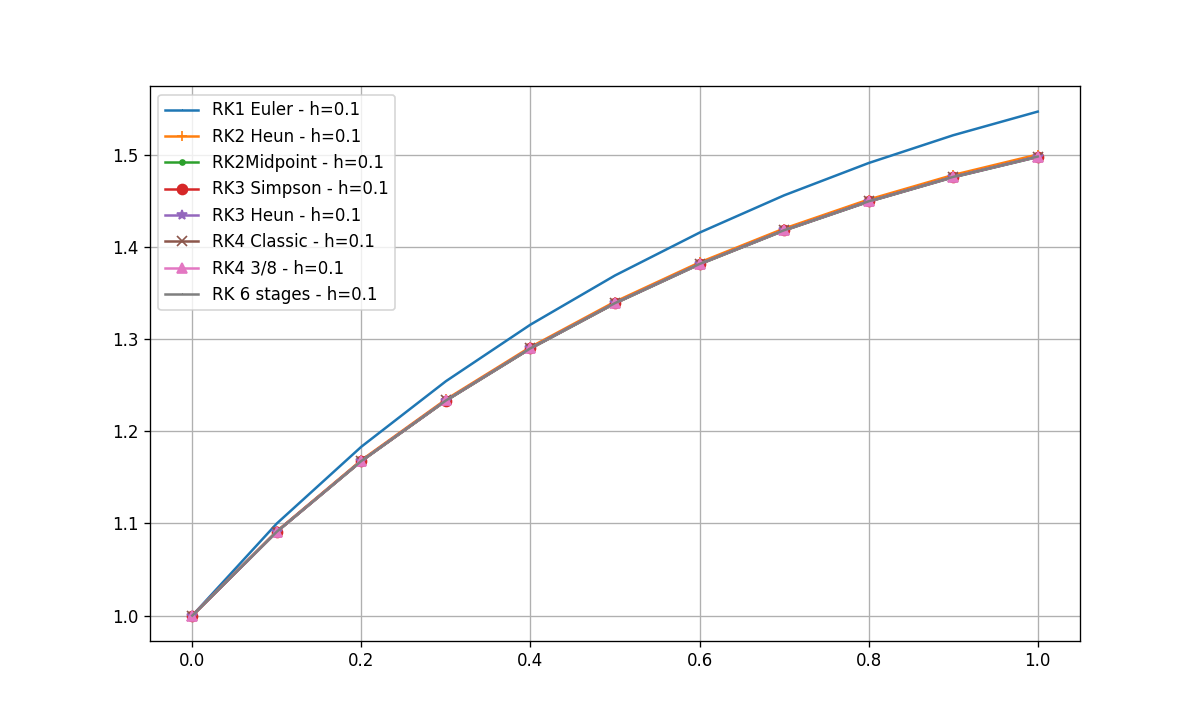 RK1 Euler - h=0.1
RK2 Heun - h=0.1
RK2Midpoint - h=0.1
RK3 Simpson - h=0.1
RK3 Heun - h=0.1
RK4 Classic - h=0.1
RK4 3/8 - h=0.1
RK 6 stages - h=0.1
1.5
1.4
1.3
1.2
1.1
1.0
0.0 0.2 0.4 0.6 0.8 1.0